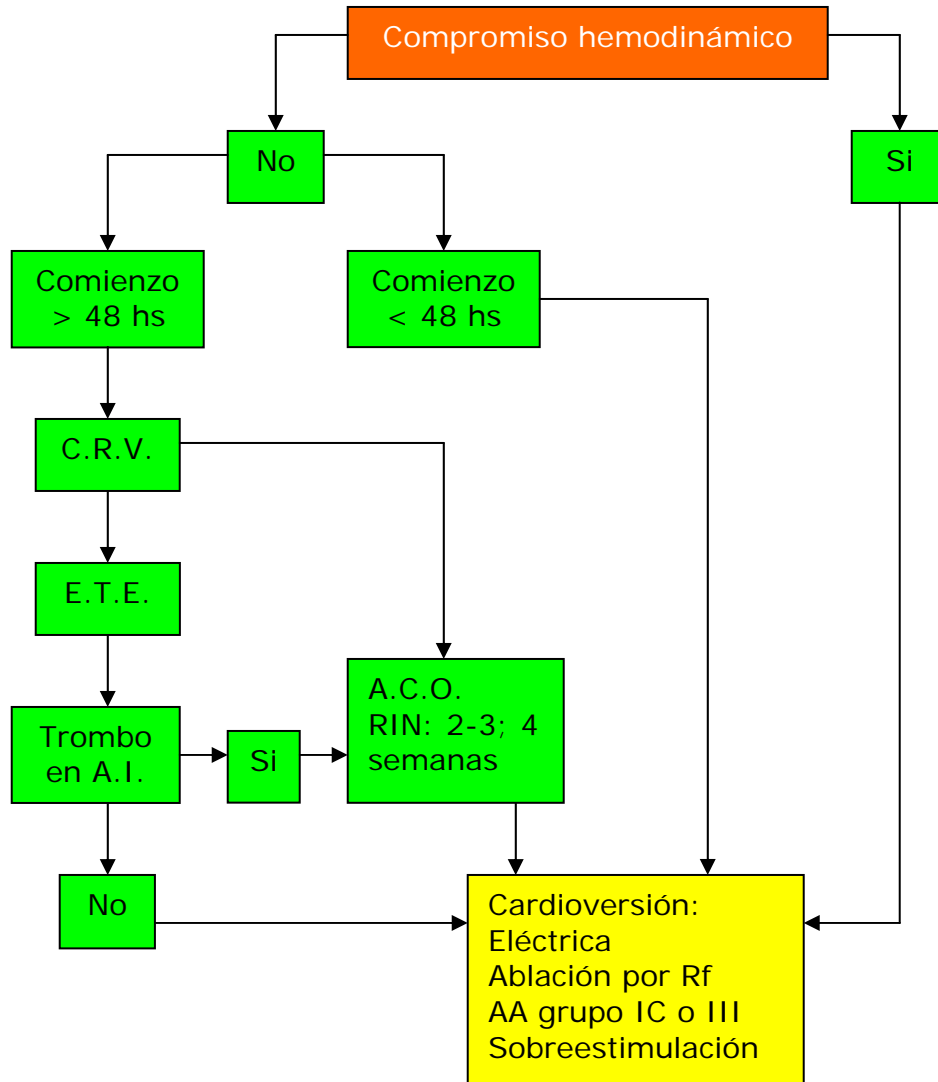 Compromiso hemodinámico
No
Si
Comienzo
> 48 hs
Comienzo
< 48 hs
C.R.V.
E.T.E.
A.C.O.
RIN: 2-3; 4
semanas
Trombo
en A.I.
Si
No
Cardioversión:
Eléctrica
Ablación por Rf
AA grupo IC o III
Sobreestimulación